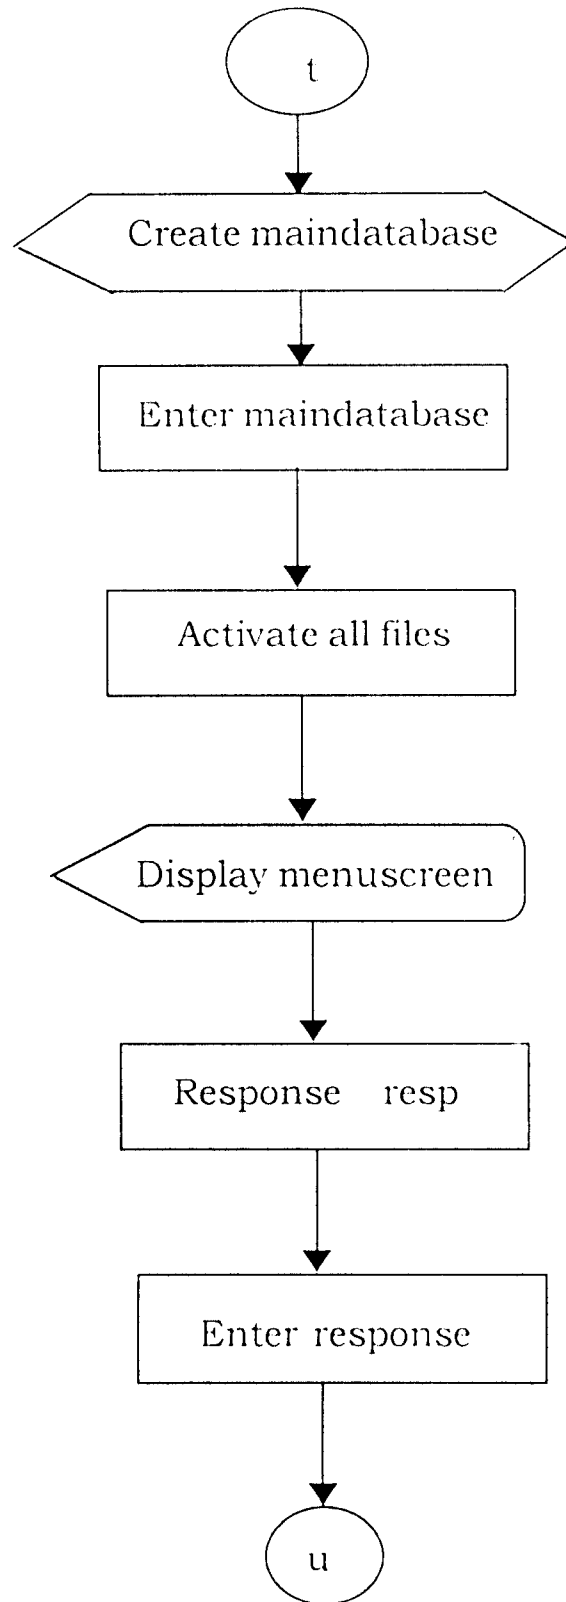 t
Create maindatabase
Enter maindatabase
Activate all files
Display menuscreen
Response resp
Enter response
u